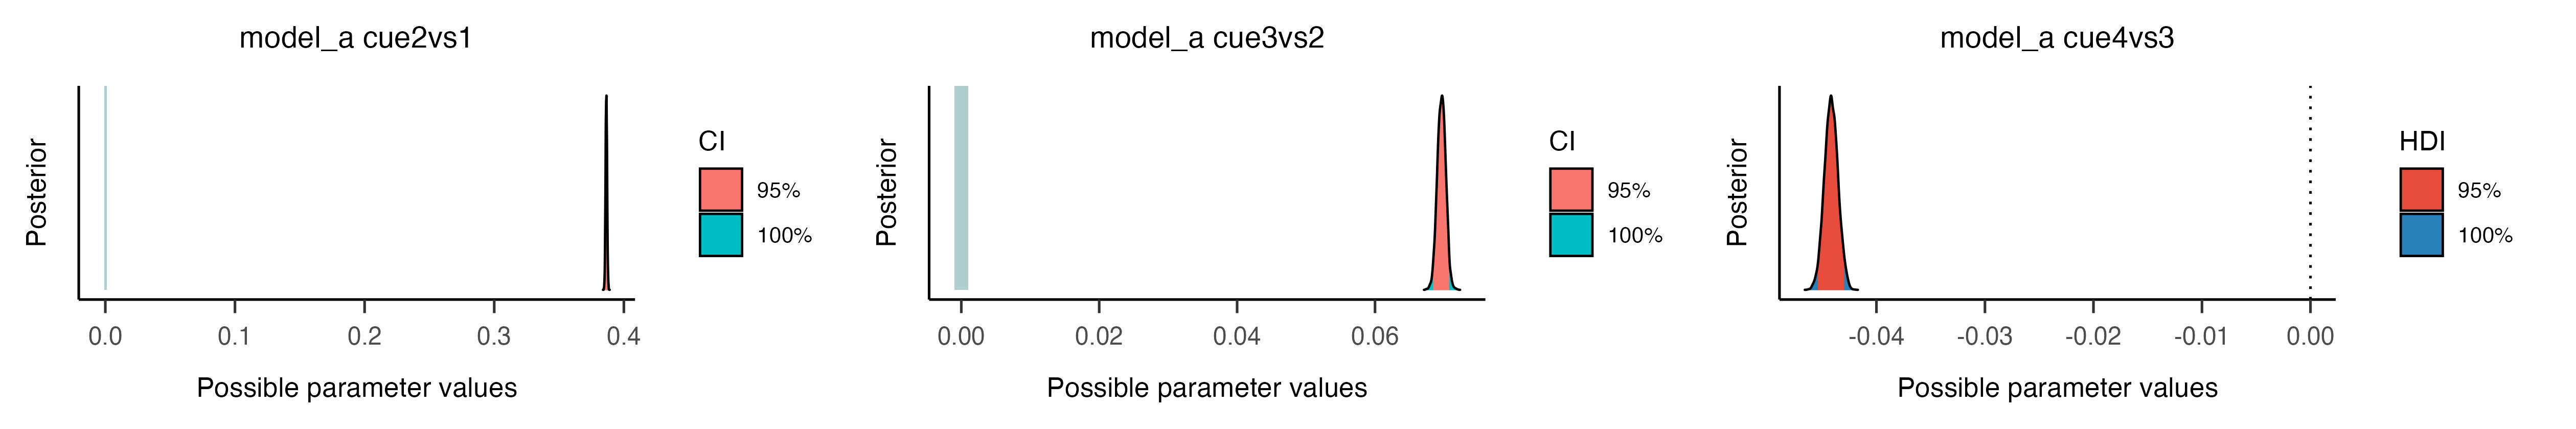 model_a cue2vs1
Posterior
0.0 0.1 0.2 0.3 0.4
Possible parameter values
CI
95%
100%
model_a cue3vs2
Posterior
0.00 0.02 0.04 0.06
Possible parameter values
CI
95%
100%
model_a cue4vs3
Posterior
-0.04 -0.03 -0.02 -0.01 0.00
Possible parameter values
HDI
95%
100%